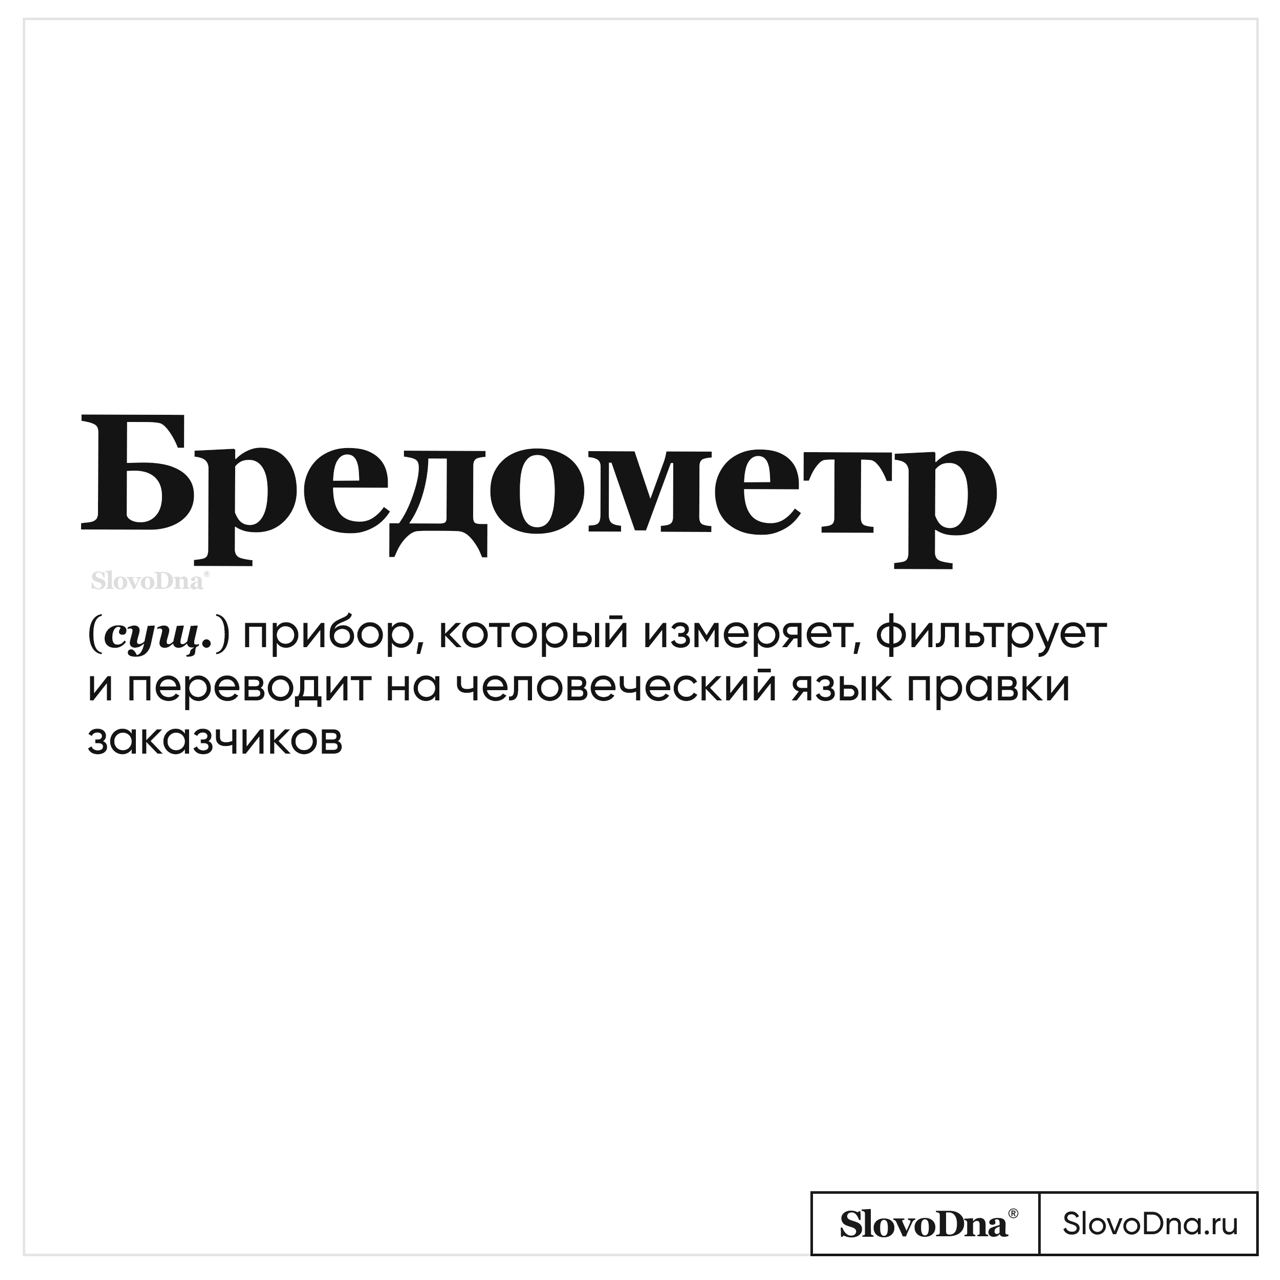 Бредометр
SlovoDna®
(сущ.) прибор, который измеряет, фильтрует
и переводит на человеческий язык правки
заказчиков
SlovoDna®
SlovoDna.ru